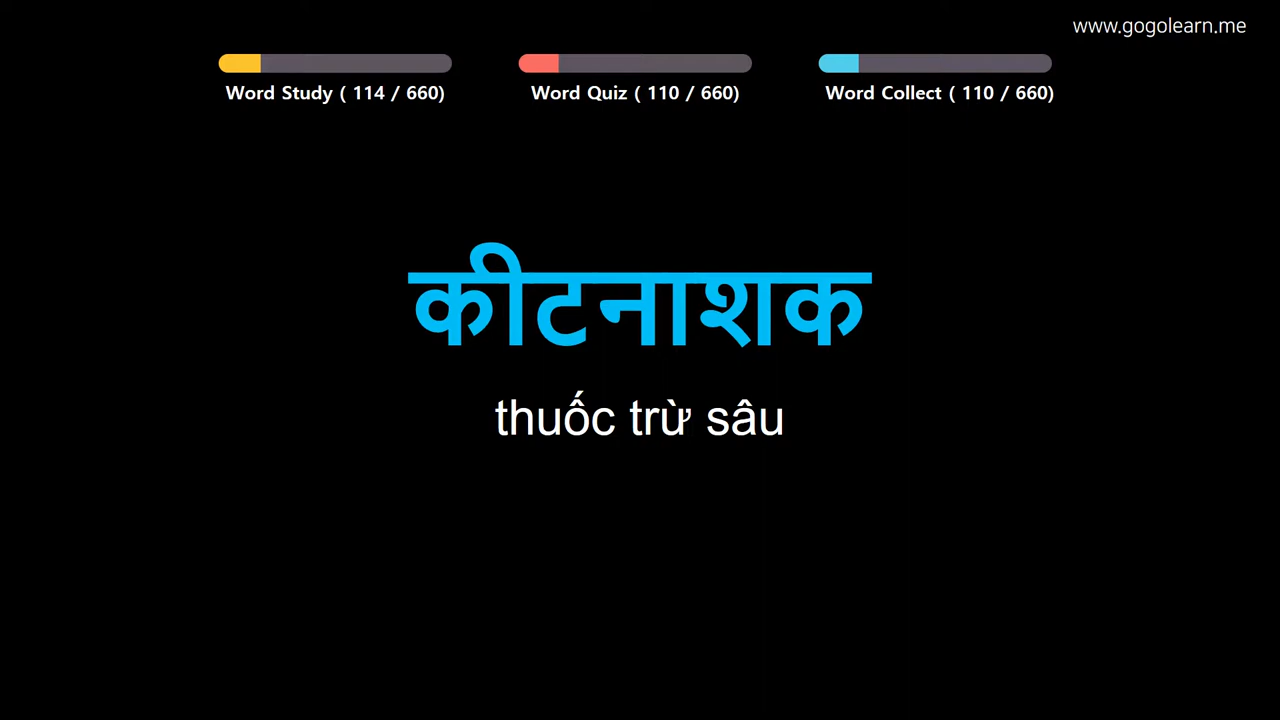 www.gogolearn.me
Word Study ( 114 / 660) Word Quiz ( 110 / 660) Word Collect ( 110 / 660)
कीटनाशक
thuốc trừ sâu